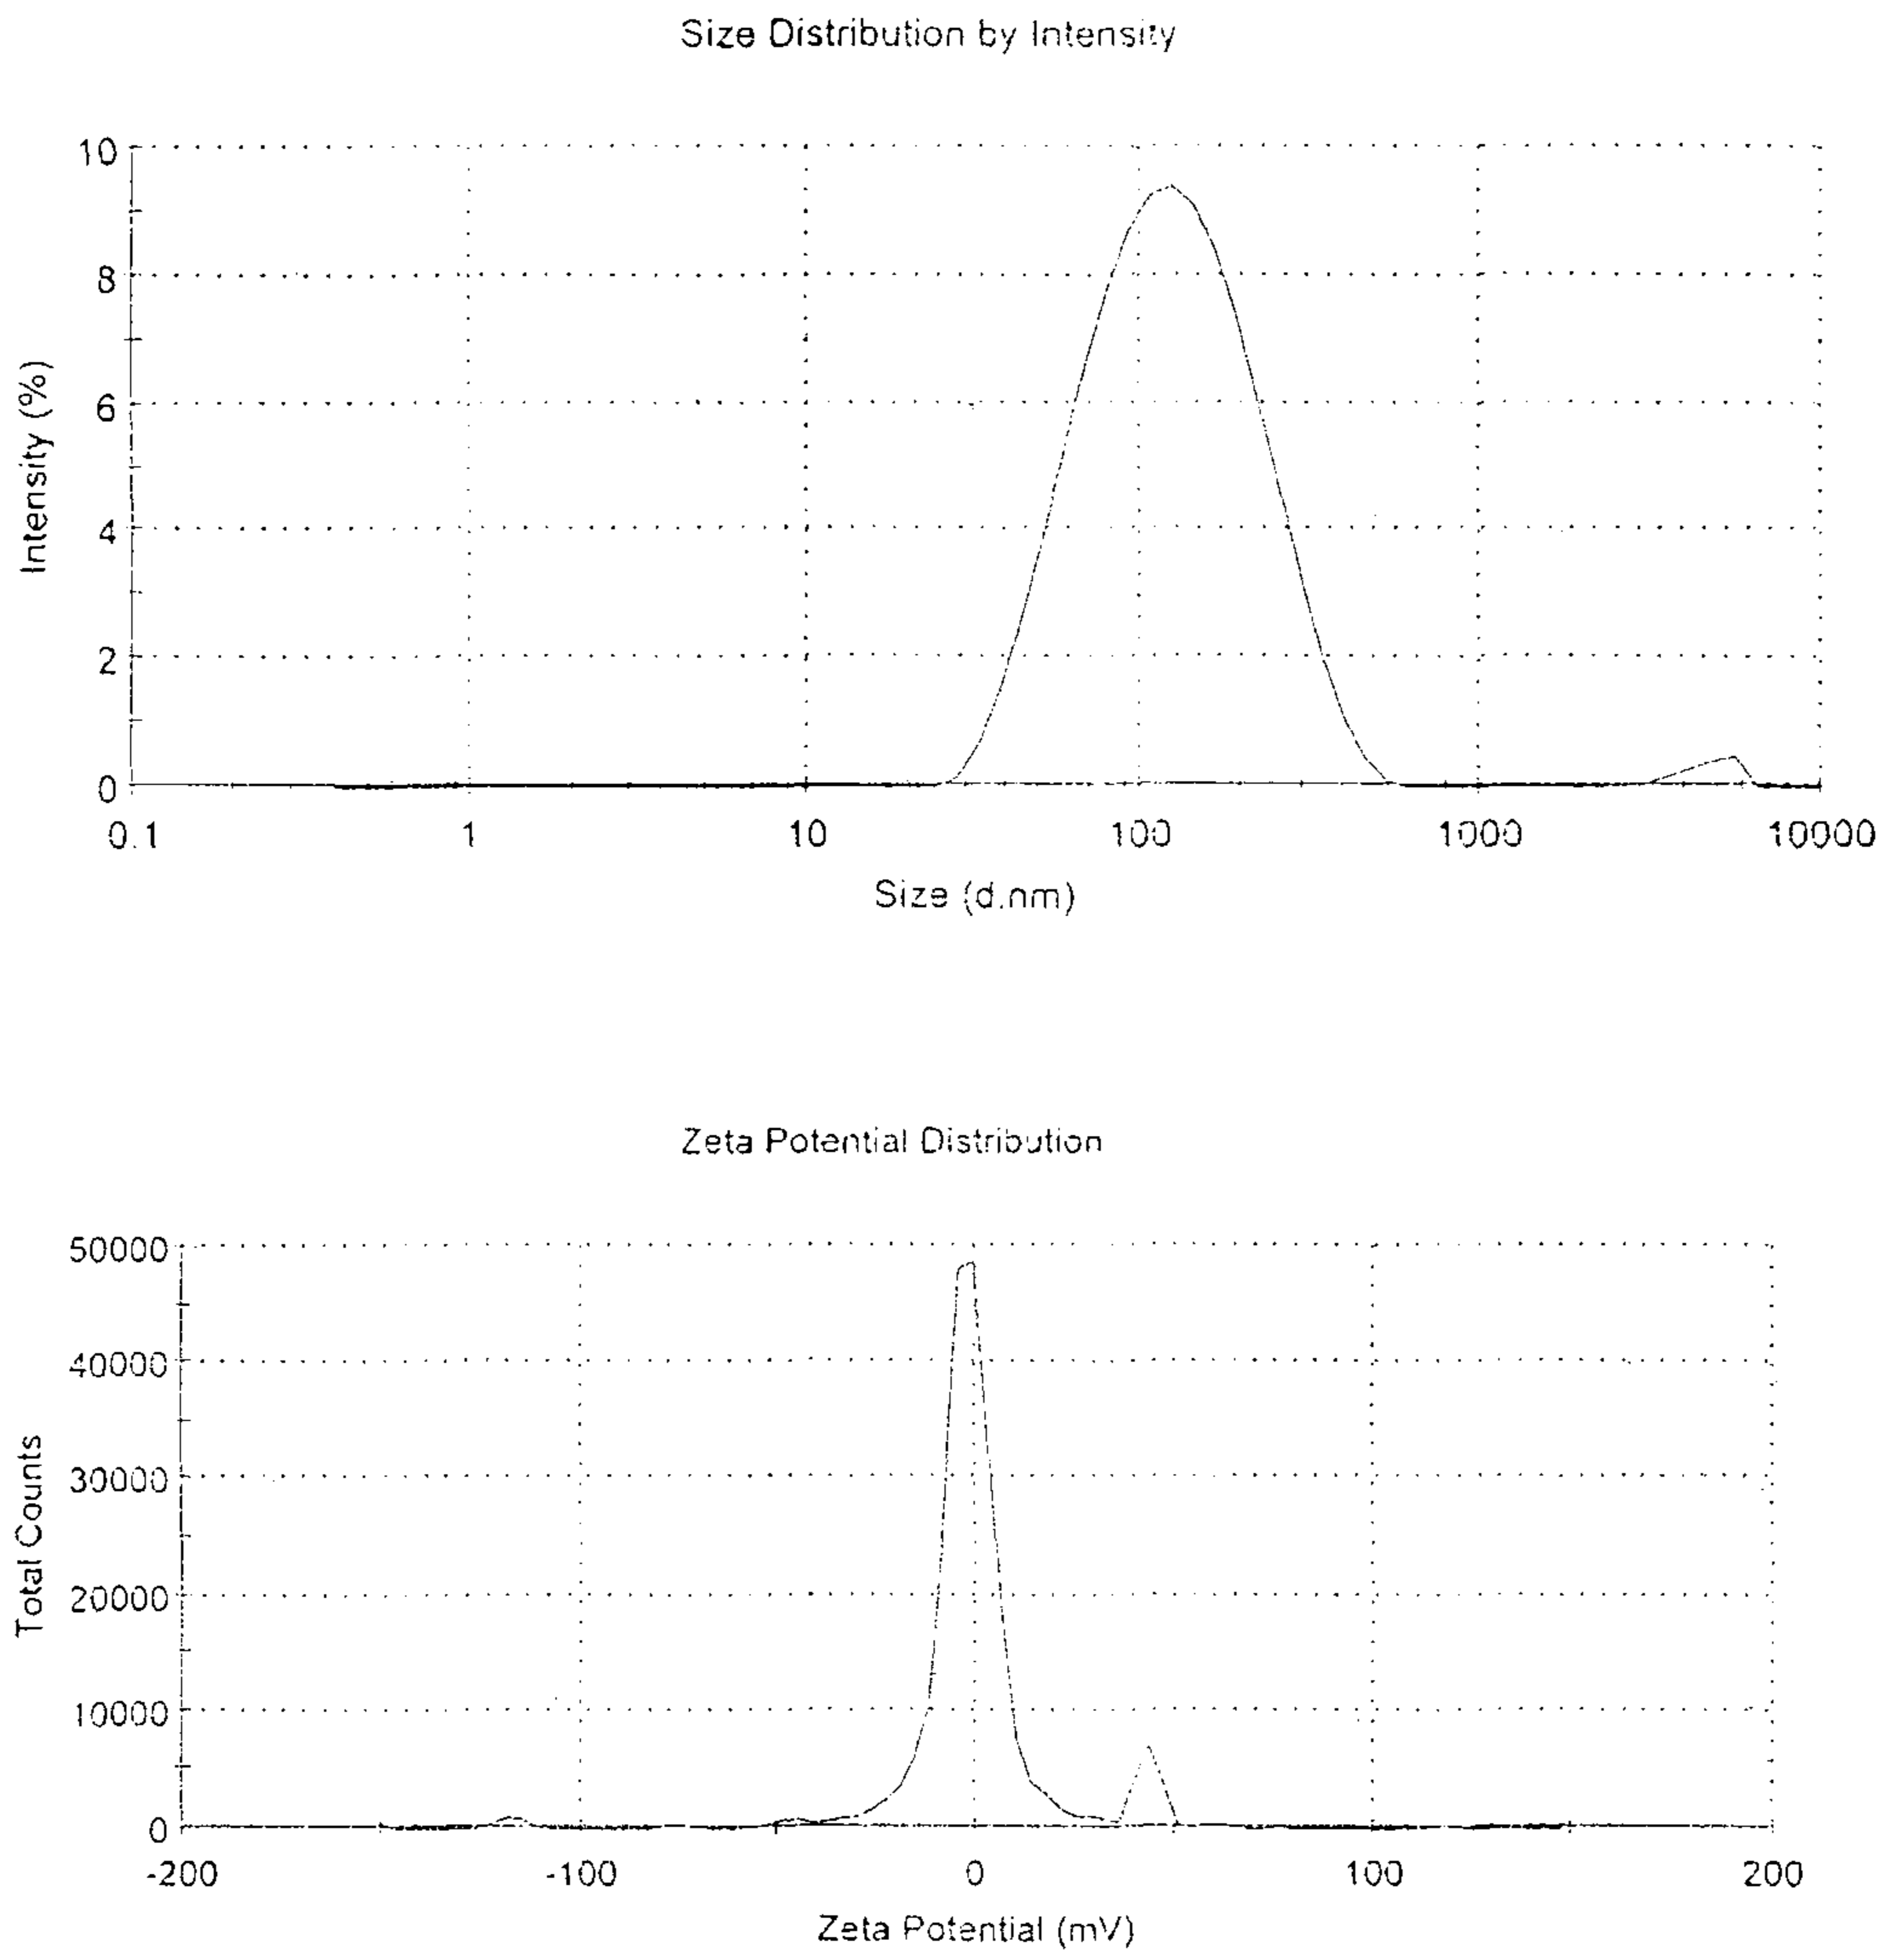 Size Distribution by Intensity
10
8
6
4
2
0
Intensity (%)
0.1 1 10 100 1000 10000
Size (d.nm)
Zeta Potential Distribution
50000
40000
30000
20000
10000
0
Total Counts
-200 -100 0 100 200
Zeta Potential (mV)